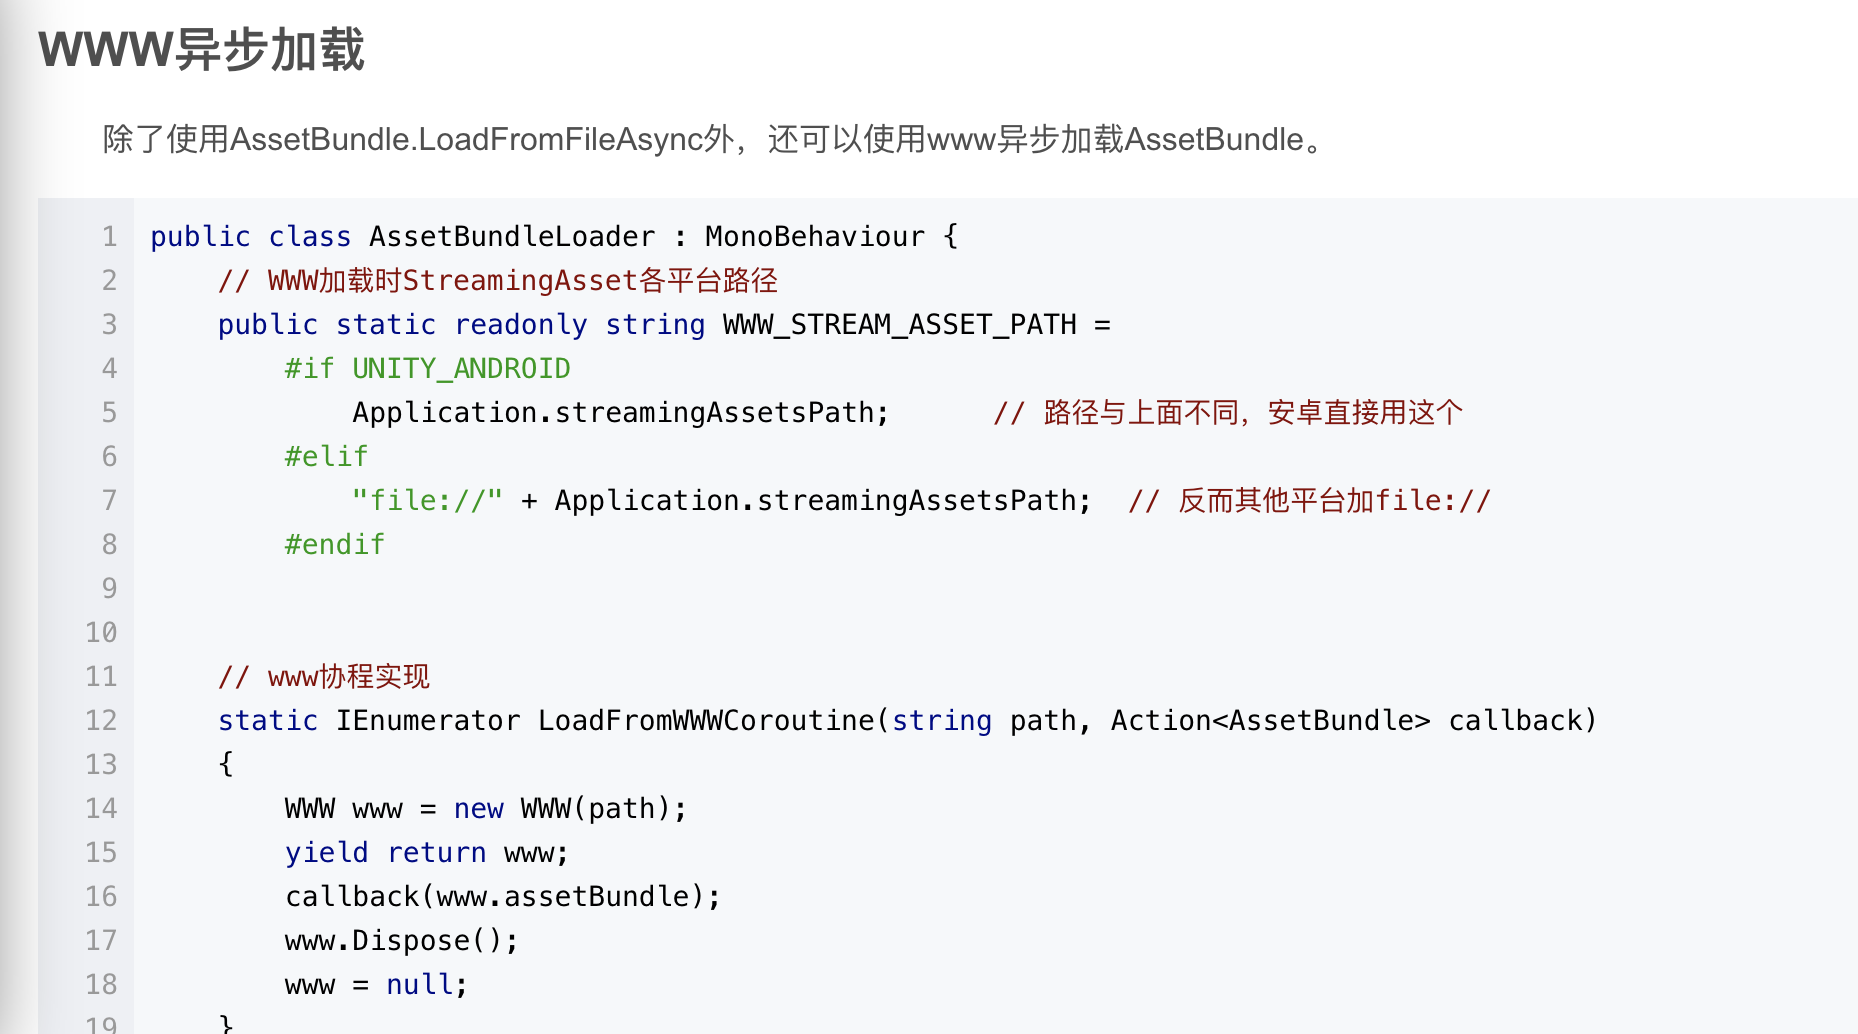 WWW异步加载
除了使用AssetBundle.LoadFromFileAsync外，还可以使用www异步加载AssetBundle。
1 public class AssetBundleLoader : MonoBehaviour {
2 // WWW加载时StreamingAsset各平台路径
3 public static readonly string WWW_STREAM_ASSET_PATH =
4 #if UNITY_ANDROID
5 Application.streamingAssetsPath; // 路径与上面不同，安卓直接用这个
6 #elif
7 "file://" + Application.streamingAssetsPath; // 反而其他平台加file://
8 #endif
9
10
11 // www协程实现
12 static IEnumerator LoadFromWWWCoroutine(string path, Action<AssetBundle> callback)
13 {
14 WWW www = new WWW(path);
15 yield return www;
16 callback(www.assetBundle);
17 www.Dispose();
18 www = null;
19 }